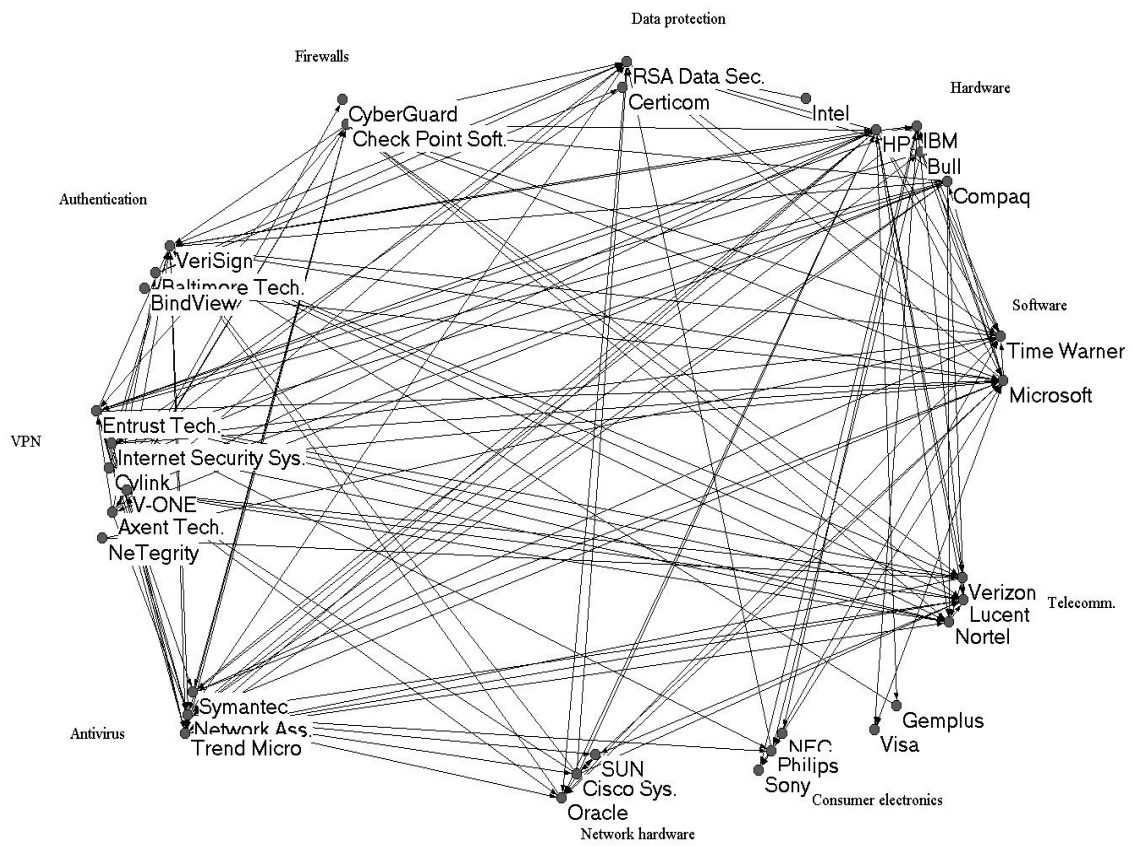 Data protection
Firewalls
RSA Data Sec.
Certicom
Hardware
CyberGuard
Check Point Soft.
Intel
HP
IBM
Bull
Compaq
Authentication
VeriSign
Baltimore Tech.
BindView
Software
Time Warner
Microsoft
VPN
Entrust Tech.
Internet Security Sys.
Cylink
V-ONE
Axent Tech.
NeTegrity
Verizon
Lucent
Nortel
Telecomm.
Antivirus
Symantec
Network Ass.
Trend Micro
Gemplus
Visa
NEC
Philips
Sony
Consumer electronics
SUN
Cisco Sys.
Oracle
Network hardware